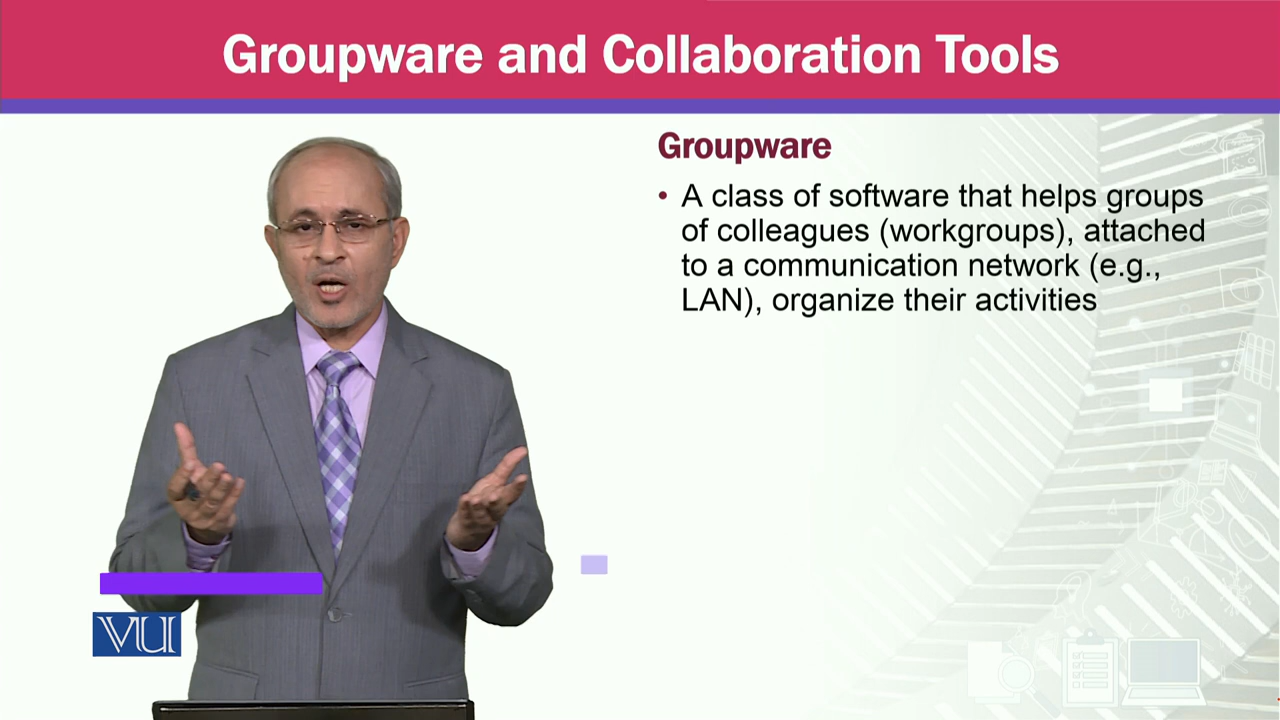 Groupware and Collaboration Tools
Groupware
• A class of software that helps groups
of colleagues (workgroups), attached
to a communication network (e.g.,
LAN), organize their activities
VU